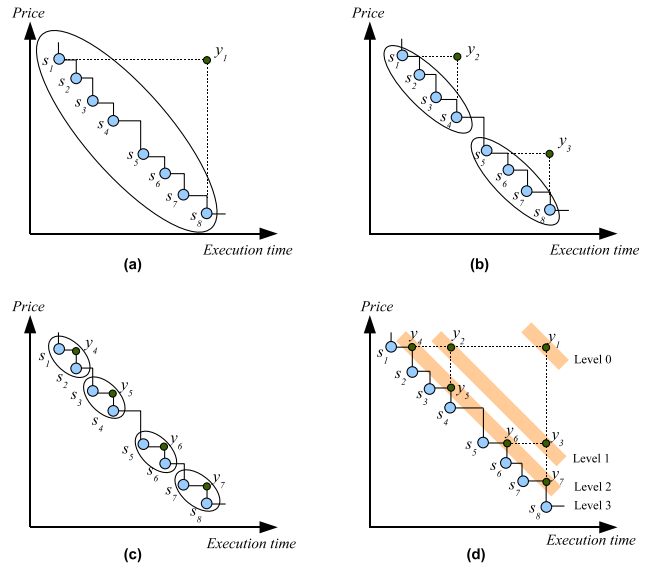 Price
y1
s1
s2
s3
s4
s5
s6
s7
s8
Execution time
(a)
Price
s1
y2
s2
s3
s4
y3
s5
s6
s7
s8
Execution time
(b)
Price
s1
y4
s2
s3
y5
s4
s5
y6
s6
s7
y7
s8
Execution time
(c)
Price
y4
y2
y1
s1
Level 0
s2
s3
y5
s4
s5
y6
y3
Level 1
s6
s7
y7
Level 2
s8
Level 3
Execution time
(d)